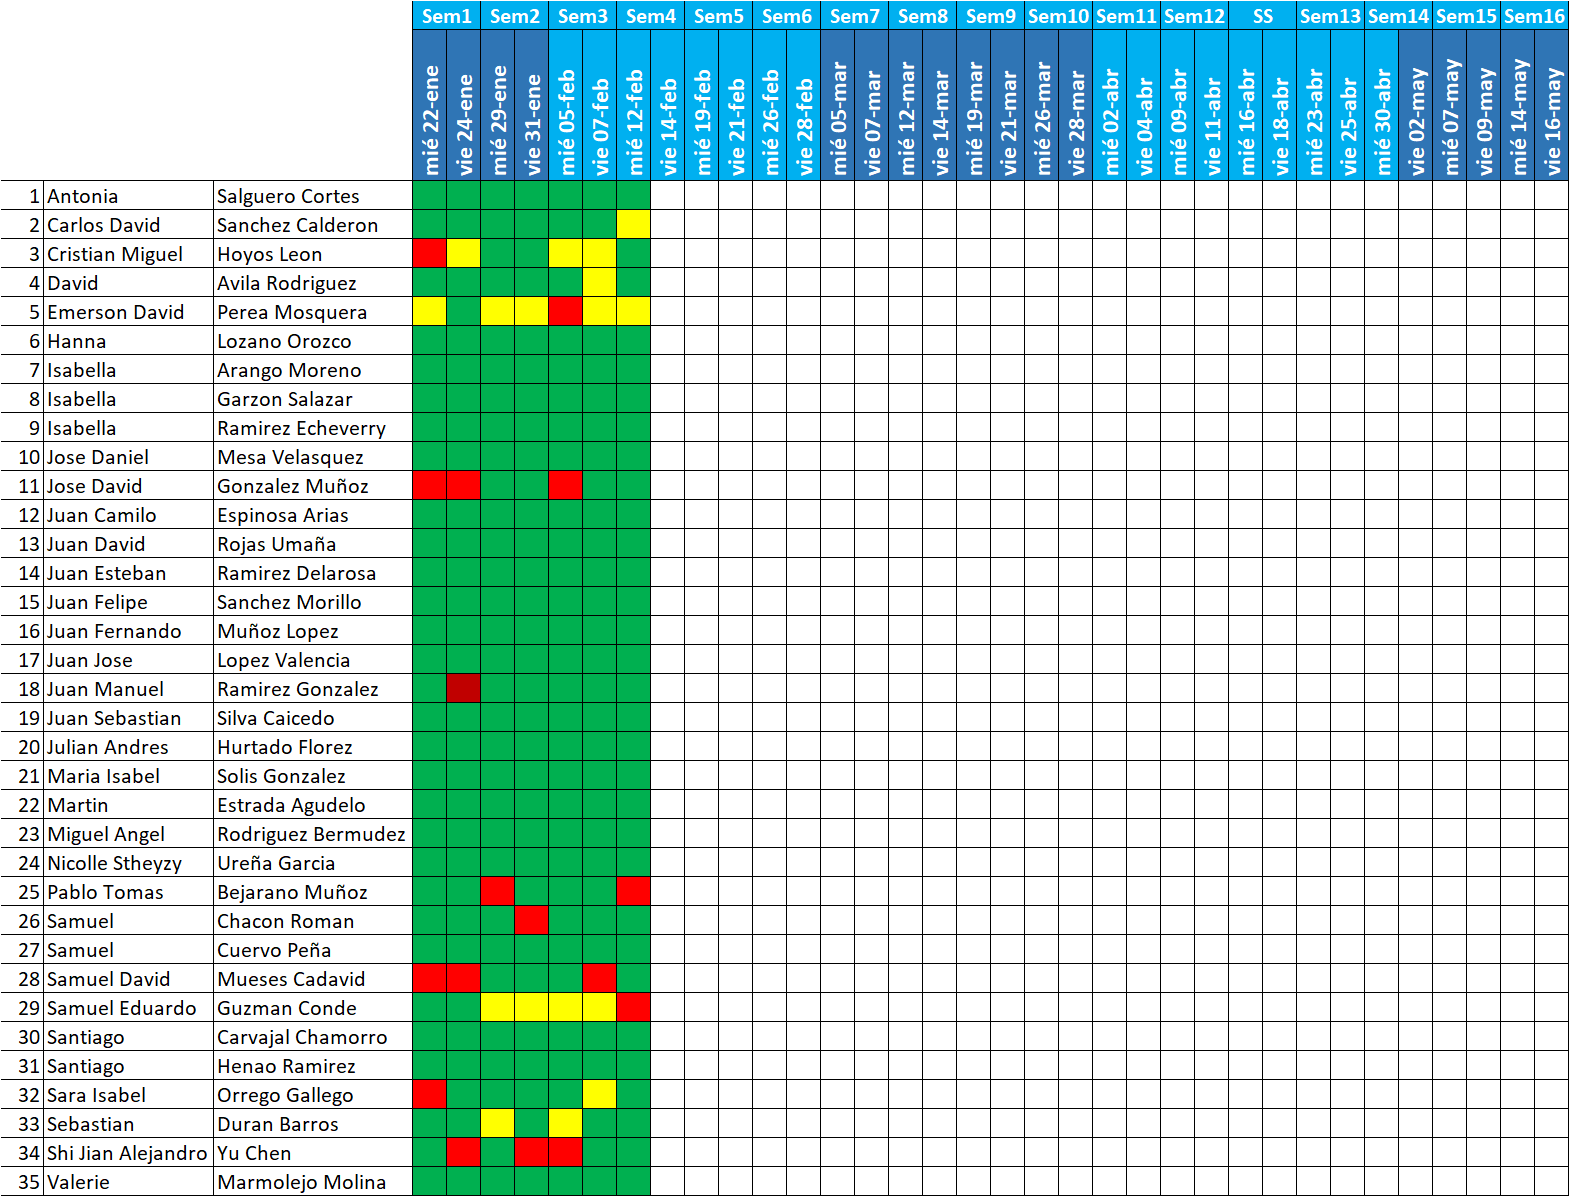 Sem1 Sem2 Sem3 Sem4 Sem5 Sem6 Sem7 Sem8 Sem9 Sem10 Sem11 Sem12 SS Sem13 Sem14 Sem15 Sem16
mié 22-ene
vie 24-ene
mié 29-ene
vie 31-ene
mié 05-feb
vie 07-feb
mié 12-feb
vie 14-feb
mié 19-feb
vie 21-feb
mié 26-feb
vie 28-feb
mié 05-mar
vie 07-mar
mié 12-mar
vie 14-mar
mié 19-mar
vie 21-mar
mié 26-mar
vie 28-mar
mié 02-abr
vie 04-abr
mié 09-abr
vie 11-abr
mié 16-abr
vie 18-abr
mié 23-abr
vie 25-abr
mié 30-abr
vie 02-may
mié 07-may
vie 09-may
mié 14-may
vie 16-may
1 Antonia Salguero Cortes
2 Carlos David Sanchez Calderon
3 Cristian Miguel Hoyos Leon
4 David Avila Rodriguez
5 Emerson David Perea Mosquera
6 Hanna Lozano Orozco
7 Isabella Arango Moreno
8 Isabella Garzon Salazar
9 Isabella Ramirez Echeverry
10 Jose Daniel Mesa Velasquez
11 Jose David Gonzalez Muñoz
12 Juan Camilo Espinosa Arias
13 Juan David Rojas Umaña
14 Juan Esteban Ramirez Delarosa
15 Juan Felipe Sanchez Morillo
16 Juan Fernando Muñoz Lopez
17 Juan Jose Lopez Valencia
18 Juan Manuel Ramirez Gonzalez
19 Juan Sebastian Silva Caicedo
20 Julian Andres Hurtado Florez
21 Maria Isabel Solis Gonzalez
22 Martin Estrada Agudelo
23 Miguel Angel Rodriguez Bermudez
24 Nicolle Stheyzy Ureña Garcia
25 Pablo Tomas Bejarano Muñoz
26 Samuel Chacon Roman
27 Samuel Cuervo Peña
28 Samuel David Mueses Cadavid
29 Samuel Eduardo Guzman Conde
30 Santiago Carvajal Chamorro
31 Santiago Henao Ramirez
32 Sara Isabel Orrego Gallego
33 Sebastian Duran Barros
34 Shi Jian Alejandro Yu Chen
35 Valerie Marmolejo Molina